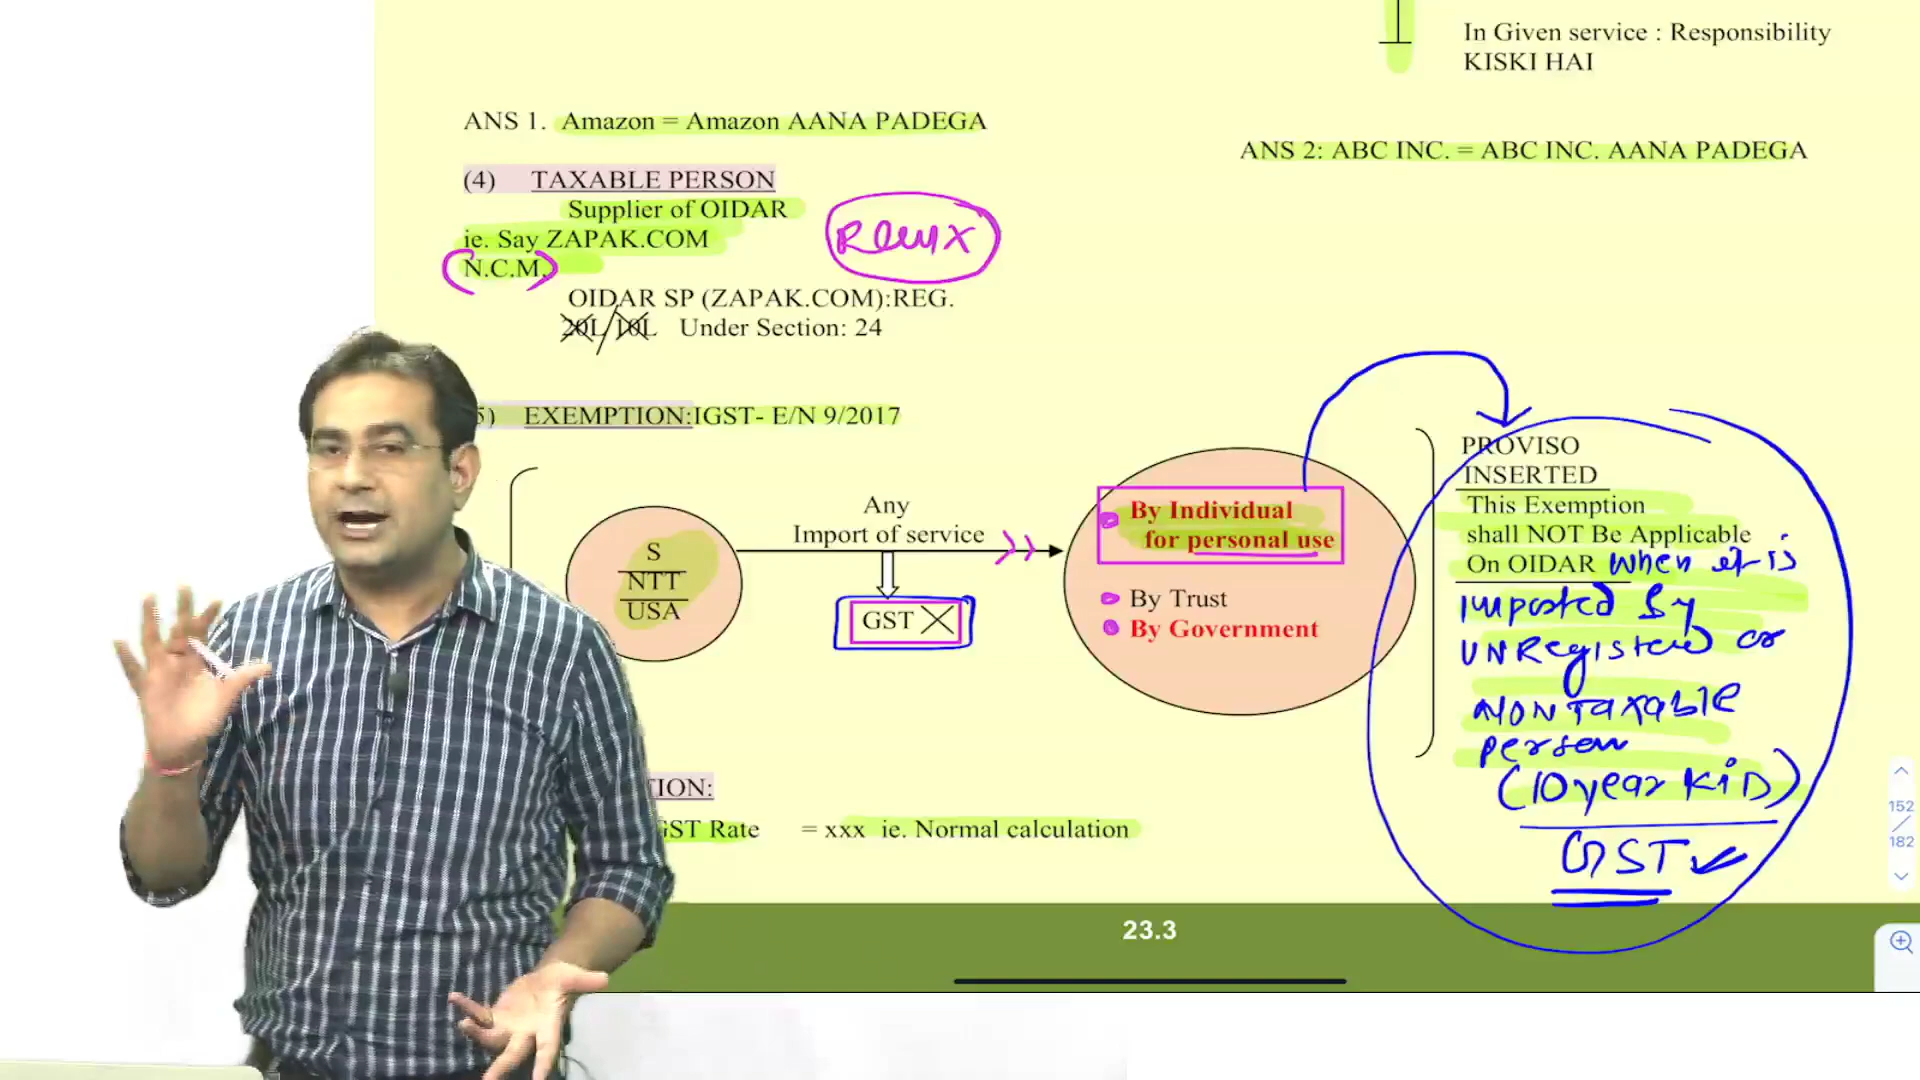 In Given service : Responsibility
KISKI HAI
ANS 1. Amazon = Amazon AANA PADEGA
ANS 2: ABC INC. = ABC INC. AANA PADEGA
(4) TAXABLE PERSON
Supplier of OIDAR
ie. Say ZAPAK.COM
(N.C.M.)
OIDAR SP (ZAPAK.COM):REG.
20L/10L Under Section: 24
5) EXEMPTION:IGST- E/N 9/2017
S
NTT
USA
Any
Import of service
GST X
By Individual
for personal use
By Trust
By Government
PROVISO
INSERTED
This Exemption
shall NOT Be Applicable
On OIDAR when it is
imported by
UNRegistered or
NON Taxable
person
(10 year KiD)
GST ✓
TION:
GST Rate = xxx ie. Normal calculation
152
/
182
23.3